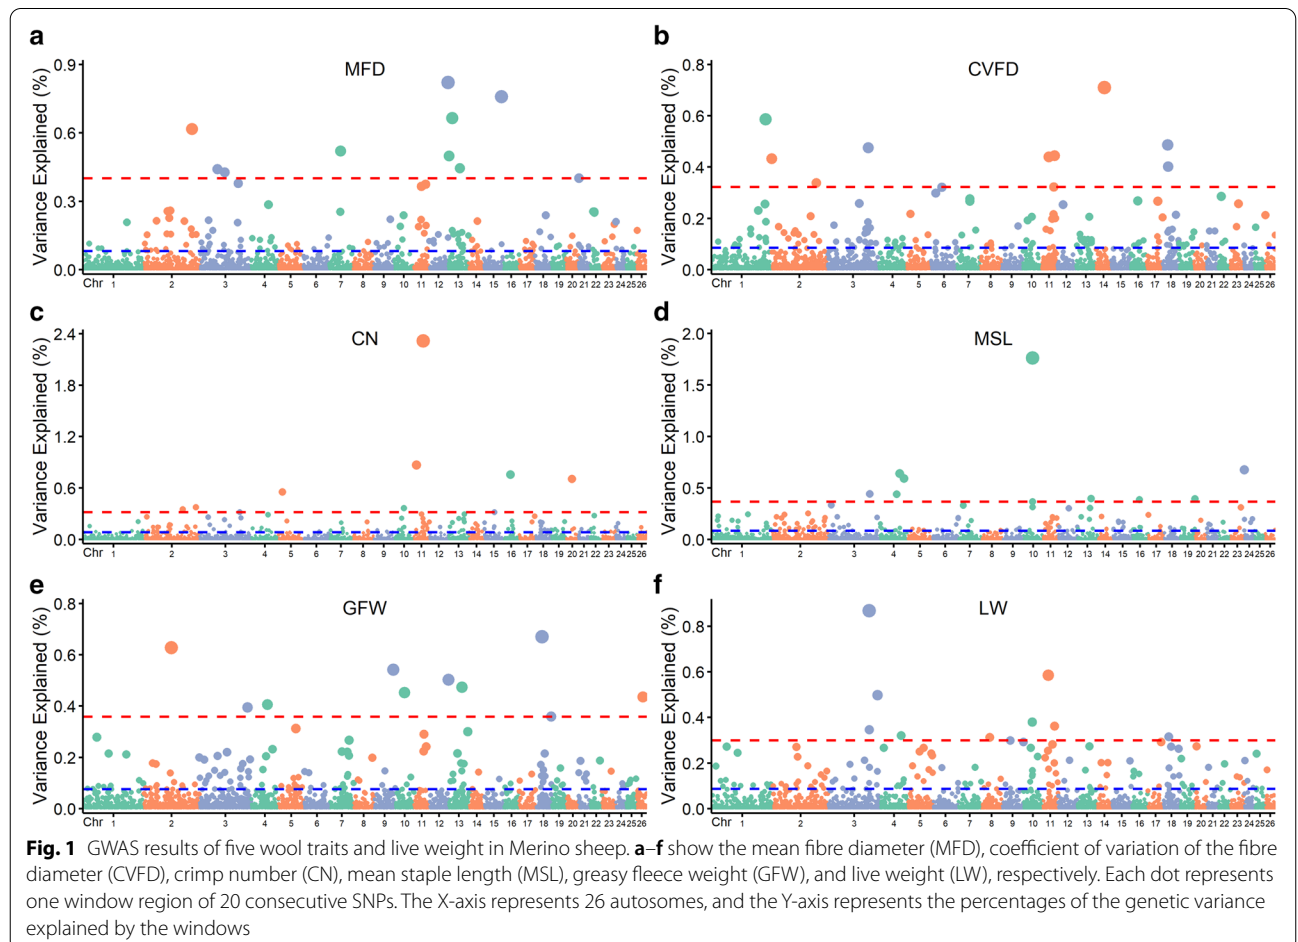 a
b
MFD
CVFD
Variance Explained (%)
0.9
0.6
0.3
0.0
Chr 1 2 3 4 5 6 7 8 9 10 11 12 13 14 15 16 17 18 19 20 21 22 23 24 25 26
Variance Explained (%)
0.8
0.6
0.4
0.2
0.0
Chr 1 2 3 4 5 6 7 8 9 10 11 12 13 14 15 16 17 18 19 20 21 22 23 24 25 26
c
d
CN
MSL
Variance Explained (%)
2.4
1.8
1.2
0.6
0.0
Chr 1 2 3 4 5 6 7 8 9 10 11 12 13 14 15 16 17 18 19 20 21 22 23 24 25 26
Variance Explained (%)
2.0
1.5
1.0
0.5
0.0
Chr 1 2 3 4 5 6 7 8 9 10 11 12 13 14 15 16 17 18 19 20 21 22 23 24 25 26
e
f
GFW
LW
Variance Explained (%)
0.8
0.6
0.4
0.2
0.0
Chr 1 2 3 4 5 6 7 8 9 10 11 12 13 14 15 16 17 18 19 20 21 22 23 24 25 26
Variance Explained (%)
0.8
0.6
0.4
0.2
0.0
Chr 1 2 3 4 5 6 7 8 9 10 11 12 13 14 15 16 17 18 19 20 21 22 23 24 25 26
Fig. 1 GWAS results of five wool traits and live weight in Merino sheep. a–f show the mean fibre diameter (MFD), coefficient of variation of the fibre
diameter (CVFD), crimp number (CN), mean staple length (MSL), greasy fleece weight (GFW), and live weight (LW), respectively. Each dot represents
one window region of 20 consecutive SNPs. The X-axis represents 26 autosomes, and the Y-axis represents the percentages of the genetic variance
explained by the windows